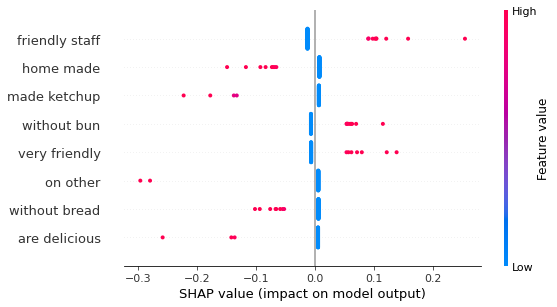 High
friendly staff
home made
made ketchup
without bun
very friendly
on other
without bread
are delicious
Feature value
Low
−0.3 −0.2 −0.1 0.0 0.1 0.2
SHAP value (impact on model output)